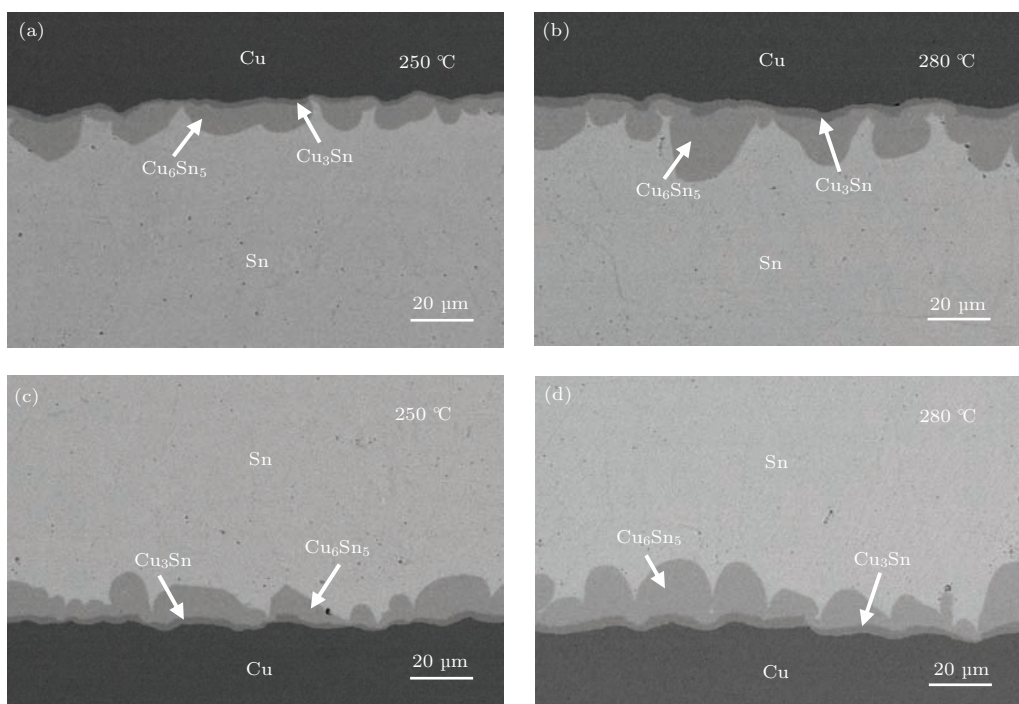 (a)
Cu
250 ℃
Cu₆Sn₅
Cu₃Sn
Sn
20 µm
(b)
Cu
280 ℃
Cu₆Sn₅
Cu₃Sn
Sn
20 µm
(c)
250 ℃
Sn
Cu₃Sn
Cu₆Sn₅
Cu
20 µm
(d)
280 ℃
Sn
Cu₆Sn₅
Cu₃Sn
Cu
20 µm